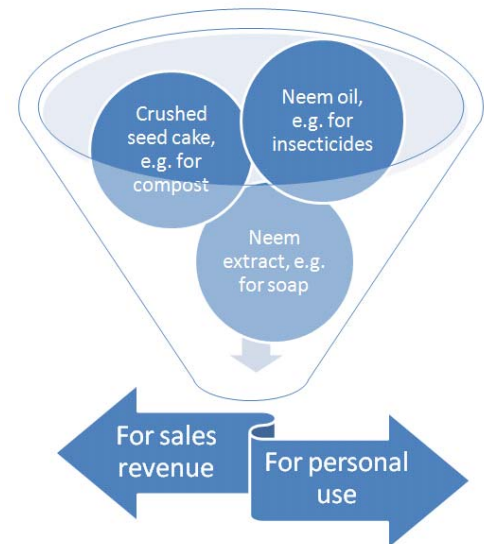 Crushed
seed cake,
e.g. for
compost
Neem oil,
e.g. for
insecticides
Neem
extract, e.g.
for soap
For sales
revenue
For personal
use